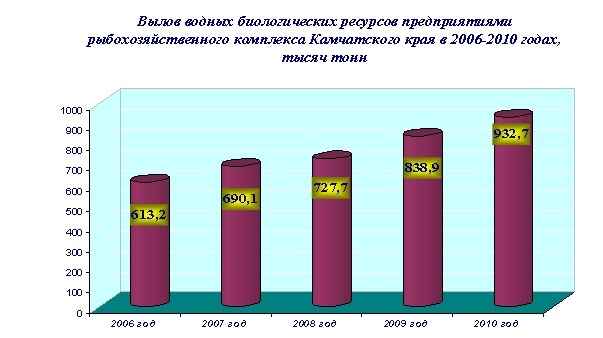 Вылов водных биологических ресурсов предприятиями
рыбохозяйственного комплекса Камчатского края в 2006-2010 годах,
тысяч тонн
1000
900
800
700
600
500
400
300
200
100
0
613,2
690,1
727,7
838,9
932,7
2006 год
2007 год
2008 год
2009 год
2010 год